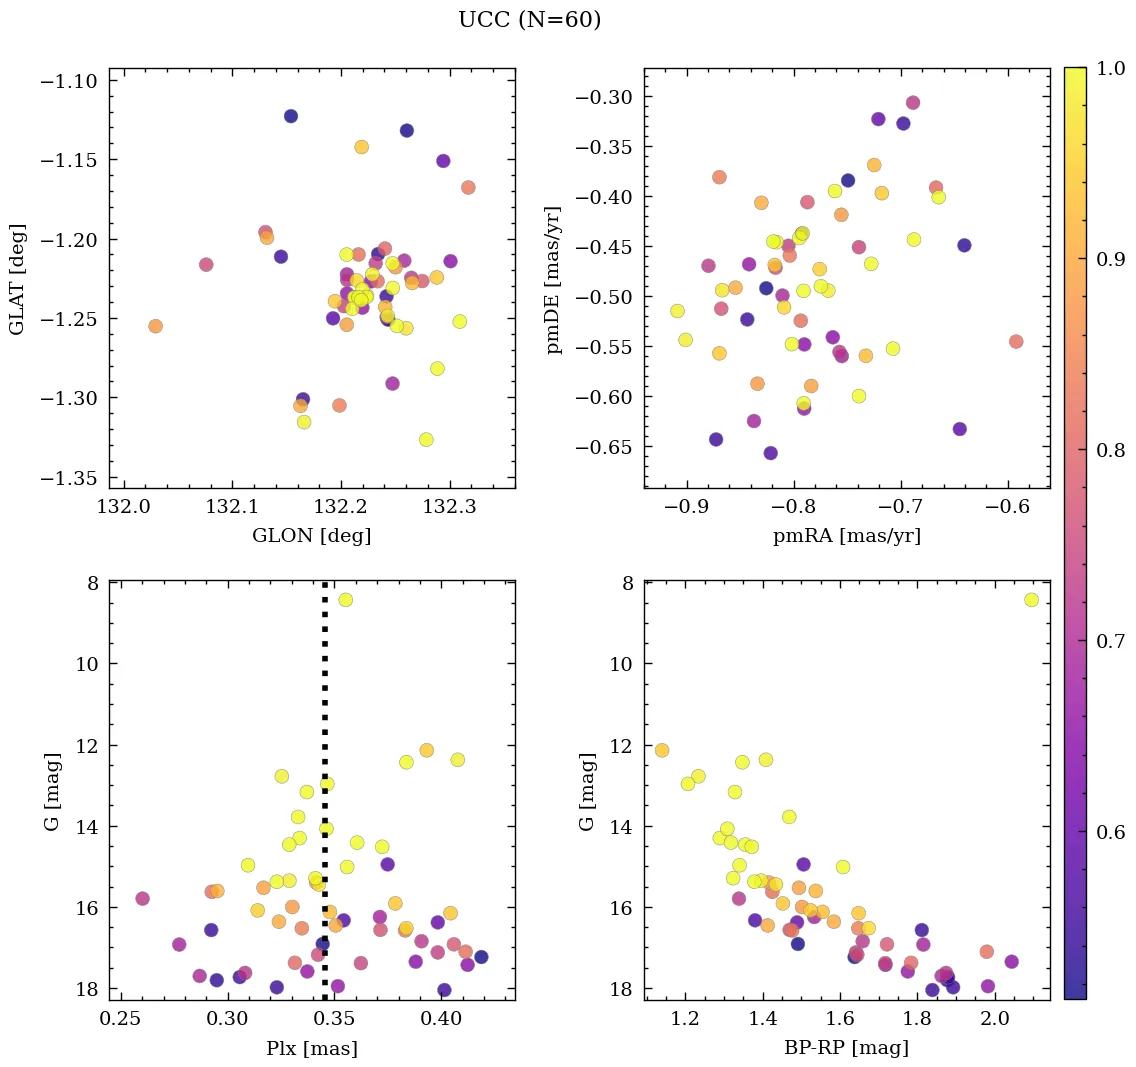 UCC (N=60)
−1.10
−1.15
−1.20
−1.25
−1.30
−1.35
GLAT [deg]
132.0 132.1 132.2 132.3
GLON [deg]
−0.30
−0.35
−0.40
−0.45
−0.50
−0.55
−0.60
−0.65
pmDE [mas/yr]
−0.9 −0.8 −0.7 −0.6
pmRA [mas/yr]
8
10
12
14
16
18
G [mag]
0.25 0.30 0.35 0.40
Plx [mas]
8
10
12
14
16
18
G [mag]
1.2 1.4 1.6 1.8 2.0
BP-RP [mag]
1.0
0.9
0.8
0.7
0.6